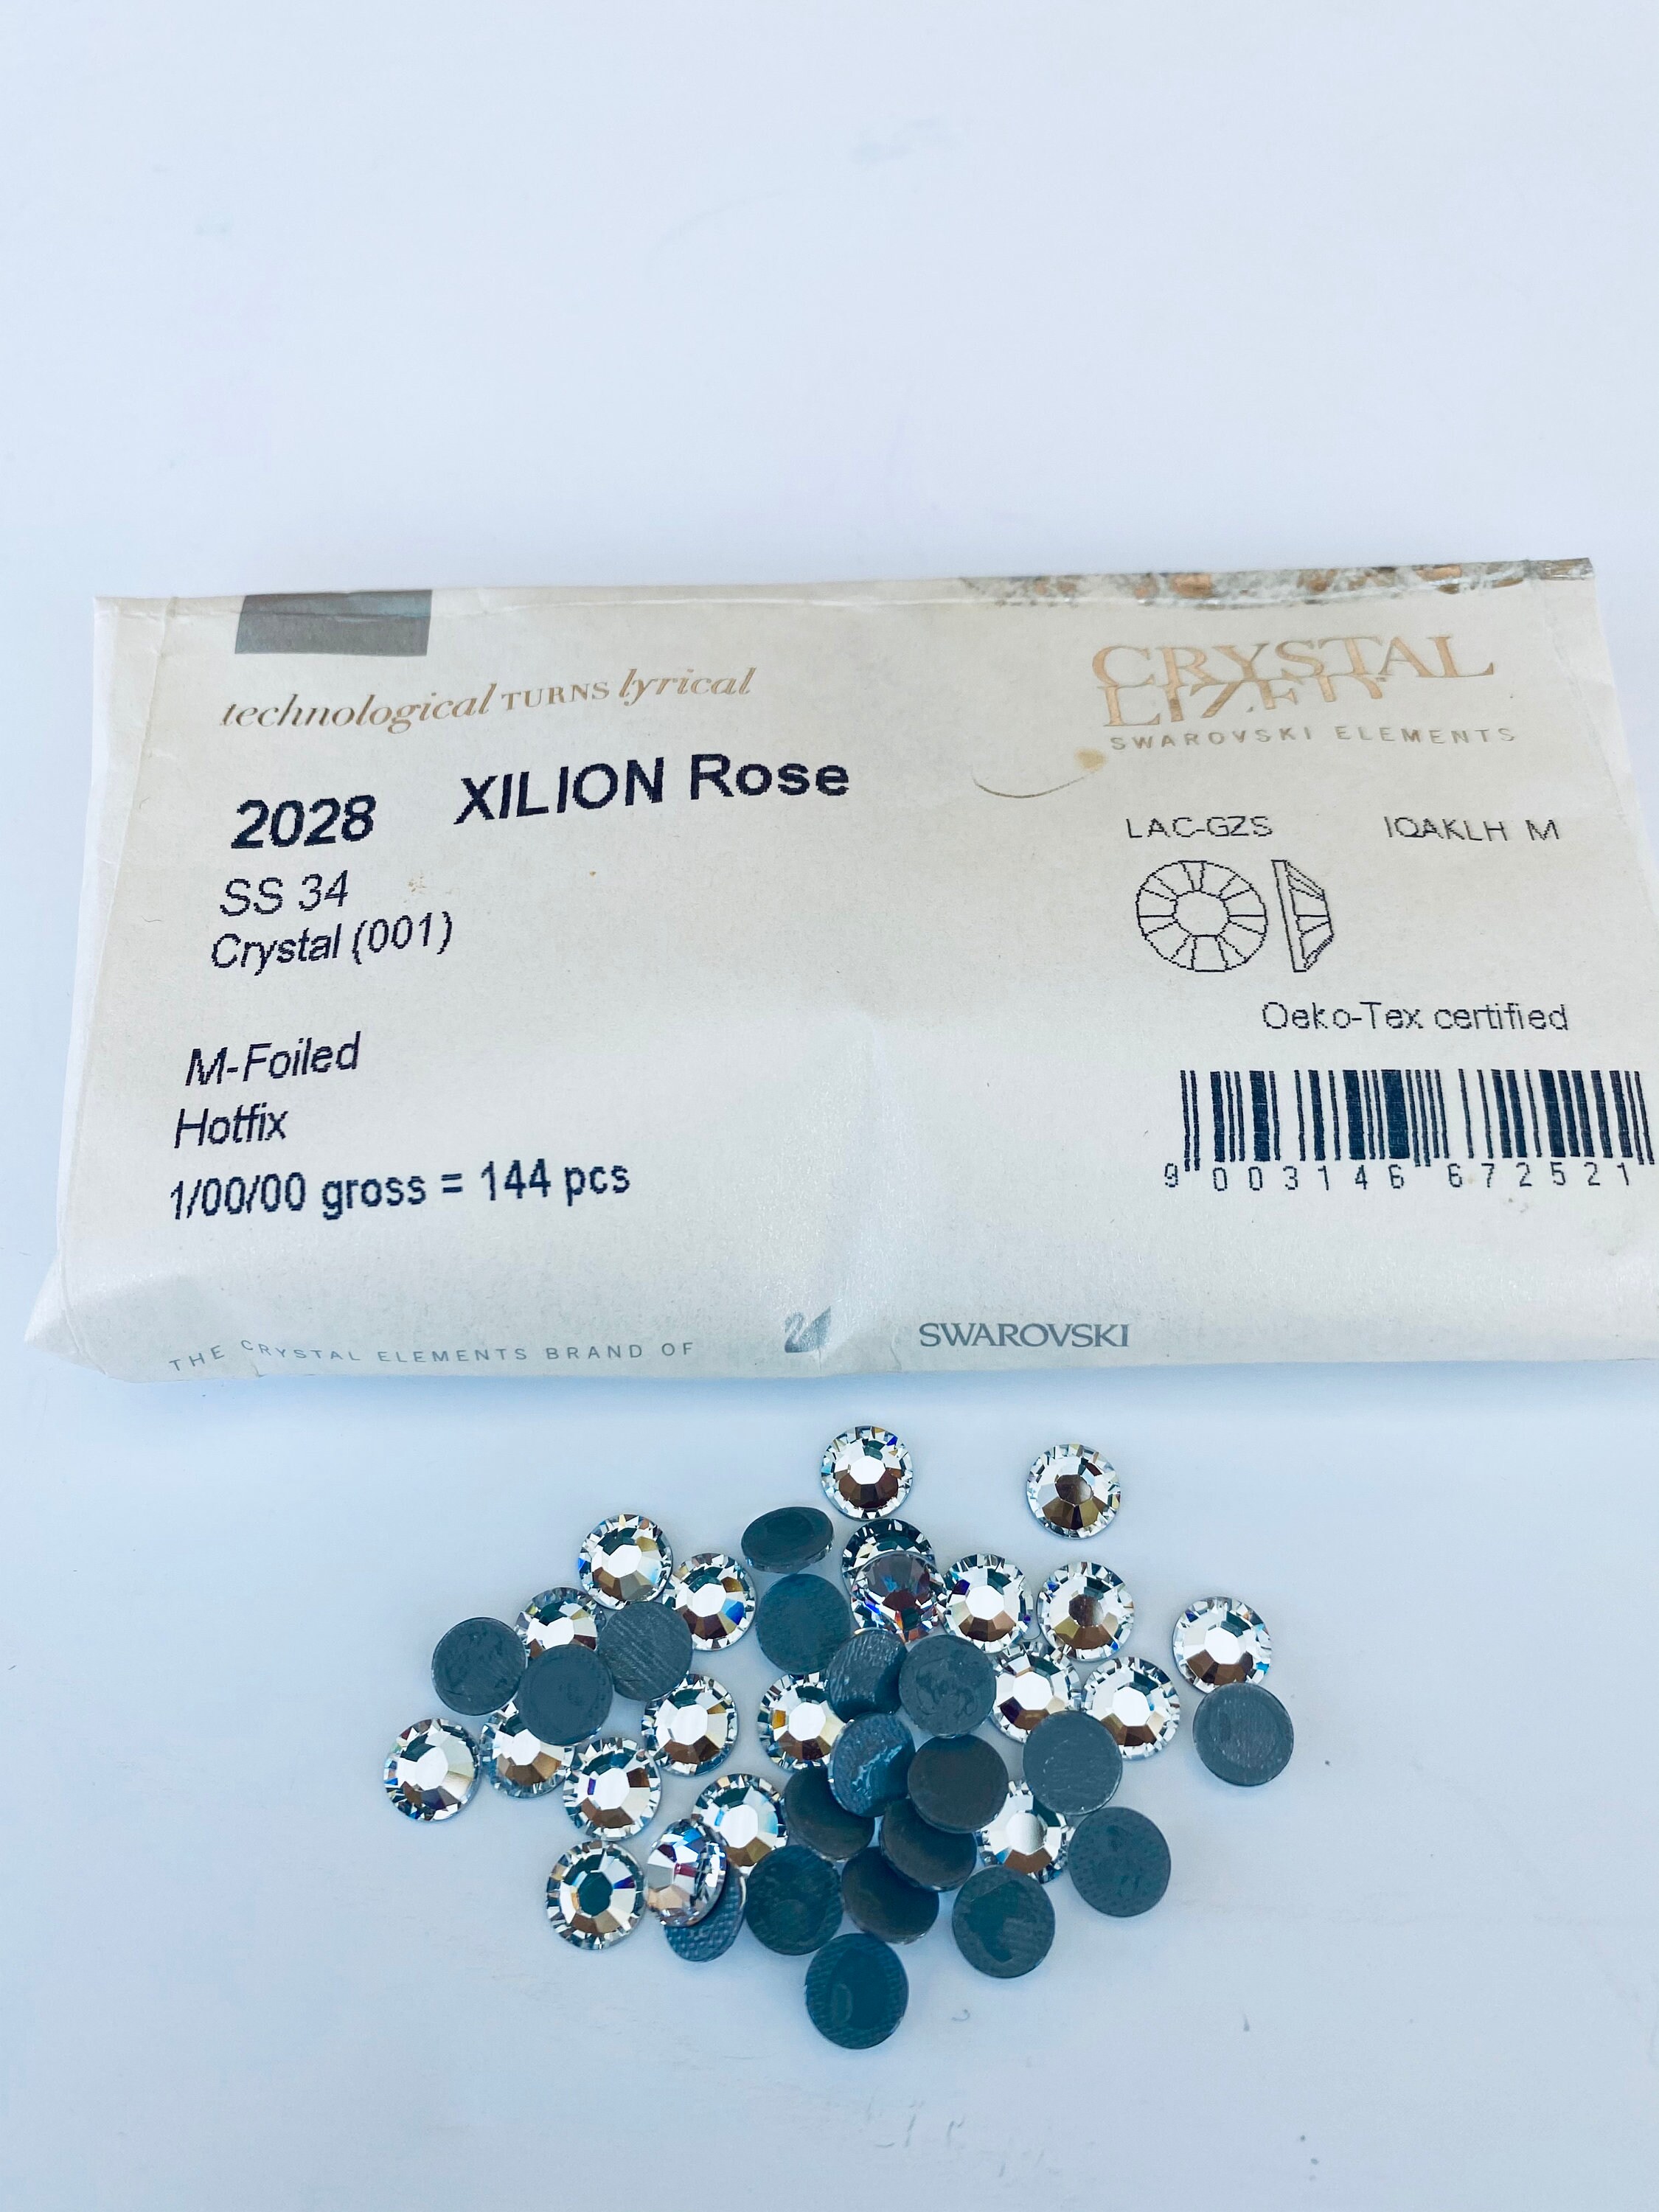 technological TURNS lyrical
CRYSTAL
LIZED
SWAROVSKI ELEMENTS
2028 XILION Rose
SS 34
Crystal (001)
LAC-GZS IQAKLH M
Oeko-Tex certified
M-Foiled
Hotfix
1/00/00 gross = 144 pcs
9 003146 672521
THE CRYSTAL ELEMENTS BRAND OF SWAROVSKI